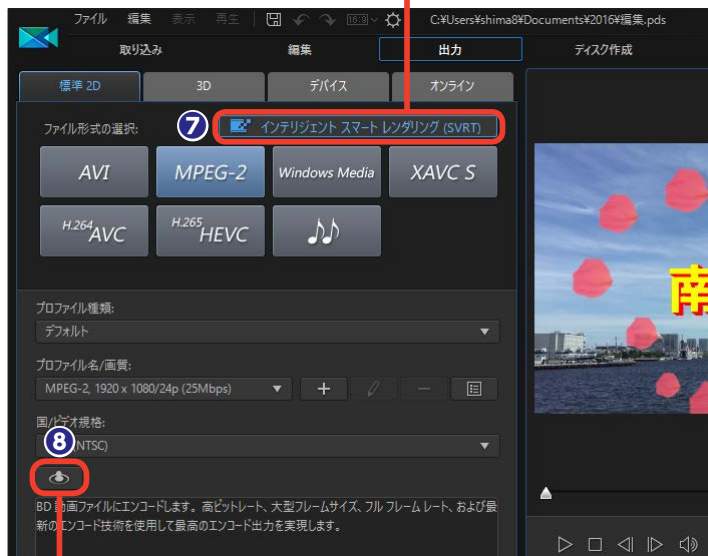 ファイル 編集 表示 再生 16:9 C:¥Users¥shima8¥Documents¥2016¥編集.pds
取り込み 編集 出力 ディスク作成
標準 2D 3D デバイス オンライン
ファイル形式の選択: 7 インテリジェント スマート レンダリング (SVRT)
AVI MPEG-2 Windows Media XAVC S
H.264 AVC H.265 HEVC
南
プロファイル種類:
デフォルト
プロファイル名/画質:
MPEG-2, 1920 x 1080/24p (25Mbps)
国/ビデオ規格:
8 (NTSC)
BD 動画ファイルにエンコードします。高ビットレート、大型フレームサイズ、フル フレーム レート、および最
新のエンコード技術を使用して最高のエンコード出力を実現します。